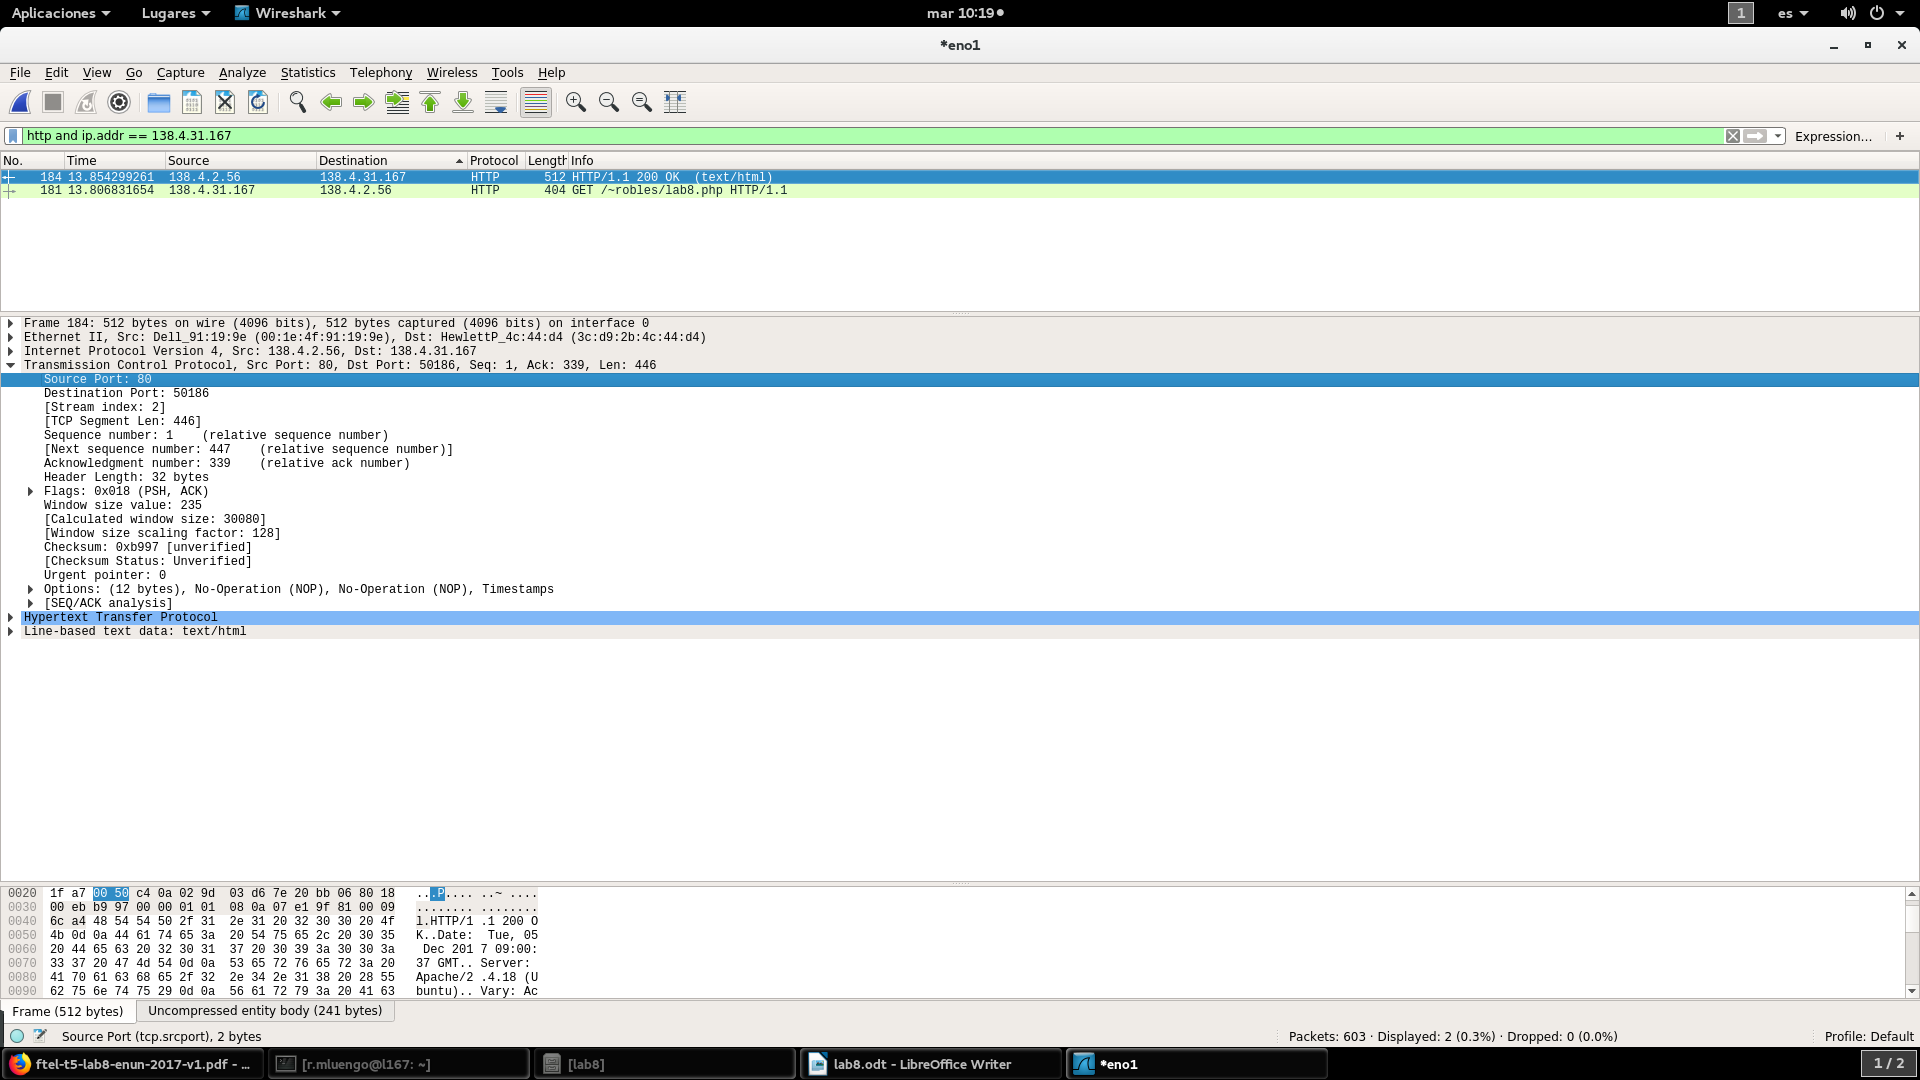 Aplicaciones Lugares Wireshark mar 10:19 1 es
*eno1
File Edit View Go Capture Analyze Statistics Telephony Wireless Tools Help
http and ip.addr == 138.4.31.167 Expression... +
No. Time Source Destination Protocol Length Info
184 13.854299261 138.4.2.56 138.4.31.167 HTTP 512 HTTP/1.1 200 OK (text/html)
181 13.806831654 138.4.31.167 138.4.2.56 HTTP 404 GET /~robles/lab8.php HTTP/1.1
Frame 184: 512 bytes on wire (4096 bits), 512 bytes captured (4096 bits) on interface 0
Ethernet II, Src: Dell_91:19:9e (00:1e:4f:91:19:9e), Dst: HewlettP_4c:44:d4 (3c:d9:2b:4c:44:d4)
Internet Protocol Version 4, Src: 138.4.2.56, Dst: 138.4.31.167
Transmission Control Protocol, Src Port: 80, Dst Port: 50186, Seq: 1, Ack: 339, Len: 446
Source Port: 80
Destination Port: 50186
[Stream index: 2]
[TCP Segment Len: 446]
Sequence number: 1 (relative sequence number)
[Next sequence number: 447 (relative sequence number)]
Acknowledgment number: 339 (relative ack number)
Header Length: 32 bytes
Flags: 0x018 (PSH, ACK)
Window size value: 235
[Calculated window size: 30080]
[Window size scaling factor: 128]
Checksum: 0xb997 [unverified]
[Checksum Status: Unverified]
Urgent pointer: 0
Options: (12 bytes), No-Operation (NOP), No-Operation (NOP), Timestamps
[SEQ/ACK analysis]
Hypertext Transfer Protocol
Line-based text data: text/html
0020 1f a7 00 50 c4 0a 02 9d 03 d6 7e 20 bb 06 80 18 ...P.... ..~ ....
0030 00 eb b9 97 00 00 01 01 08 0a 07 e1 9f 81 00 09 ........ ........
0040 6c a4 48 54 54 50 2f 31 2e 31 20 32 30 30 20 4f l.HTTP/1 .1 200 O
0050 4b 0d 0a 44 61 74 65 3a 20 54 75 65 2c 20 30 35 K..Date: Tue, 05
0060 20 44 65 63 20 32 30 31 37 20 30 39 3a 30 30 3a Dec 201 7 09:00:
0070 33 37 20 47 4d 54 0d 0a 53 65 72 76 65 72 3a 20 37 GMT.. Server:
0080 41 70 61 63 68 65 2f 32 2e 34 2e 31 38 20 28 55 Apache/2 .4.18 (U
0090 62 75 6e 74 75 29 0d 0a 56 61 72 79 3a 20 41 63 buntu).. Vary: Ac
Frame (512 bytes) Uncompressed entity body (241 bytes)
Source Port (tcp.srcport), 2 bytes Packets: 603 · Displayed: 2 (0.3%) · Dropped: 0 (0.0%) Profile: Default
ftel-t5-lab8-enun-2017-v1.pdf - ... [r.mluengo@l167: ~] [lab8] lab8.odt - LibreOffice Writer *eno1 1 / 2